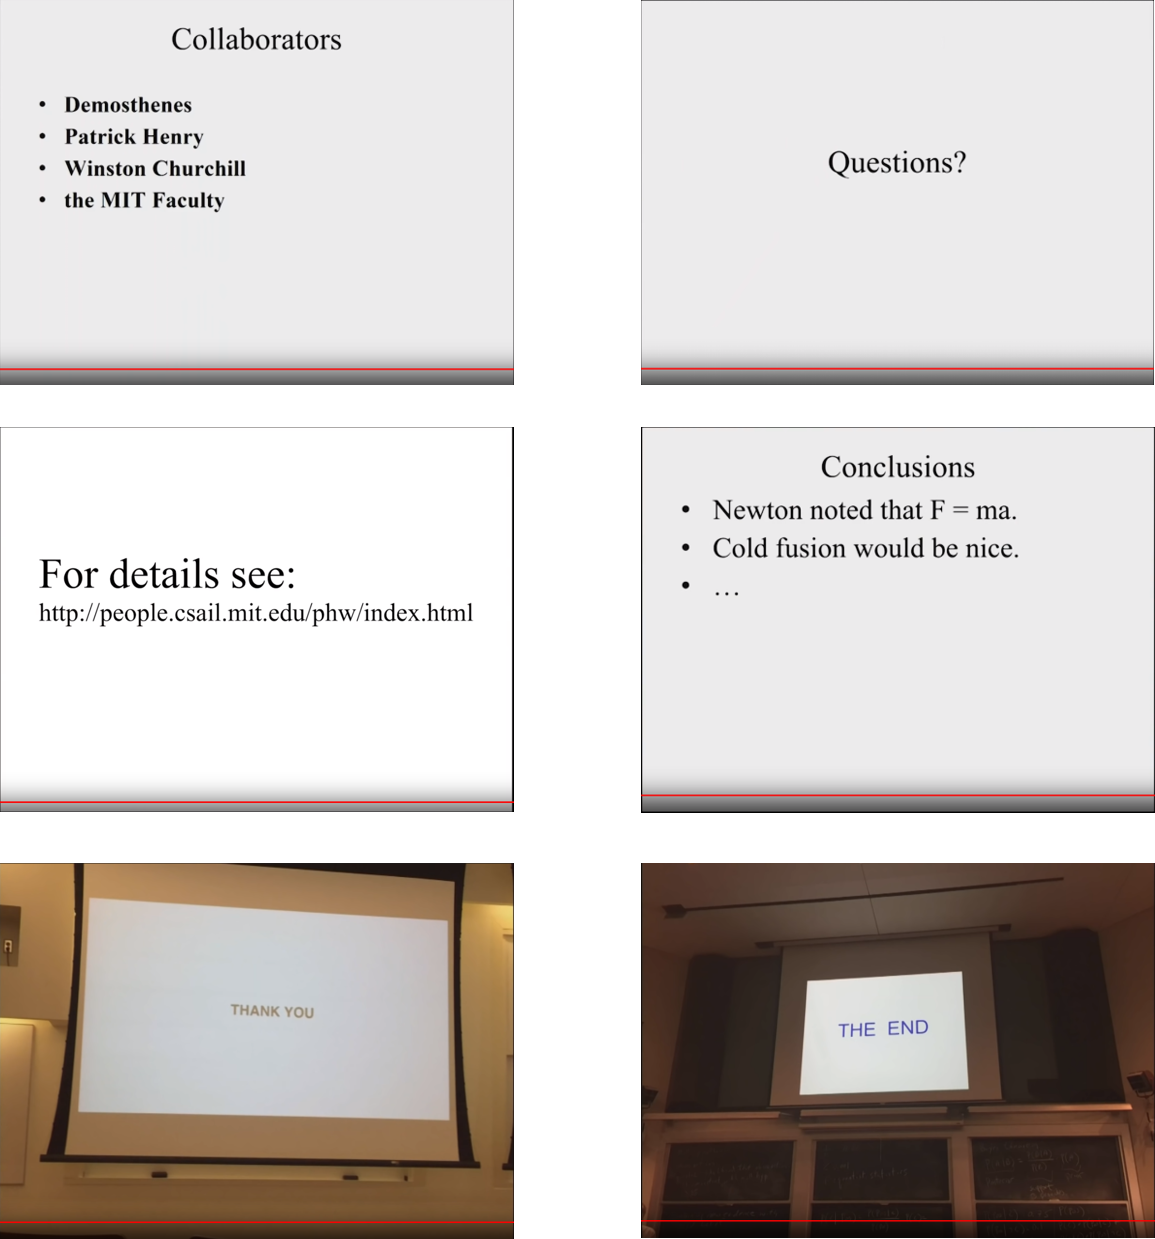 Collaborators
• Demosthenes
• Patrick Henry
• Winston Churchill
• the MIT Faculty
Questions?
For details see:
http://people.csail.mit.edu/phw/index.html
Conclusions
• Newton noted that F = ma.
• Cold fusion would be nice.
• …
THANK YOU
THE END